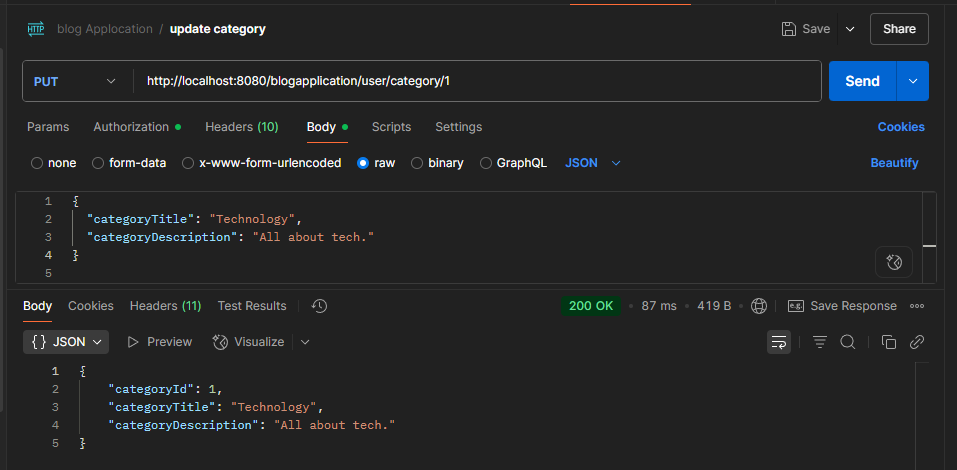 HTTP blog Applocation / update category Save Share
PUT http://localhost:8080/blogapplication/user/category/1 Send
Params Authorization Headers (10) Body Scripts Settings Cookies
none form-data x-www-form-urlencoded raw binary GraphQL JSON Beautify
1 {
2 "categoryTitle": "Technology",
3 "categoryDescription": "All about tech."
4 }
5
Body Cookies Headers (11) Test Results 200 OK • 87 ms • 419 B • e.g. Save Response
{} JSON Preview Visualize
1 {
2 "categoryId": 1,
3 "categoryTitle": "Technology",
4 "categoryDescription": "All about tech."
5 }